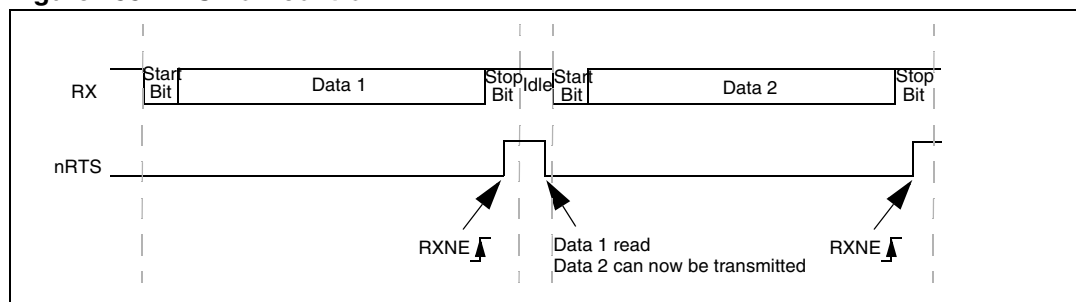 RX
Start
Bit
Data 1
Stop
Bit
Idle
Start
Bit
Data 2
Stop
Bit
nRTS
RXNE
Data 1 read
Data 2 can now be transmitted
RXNE